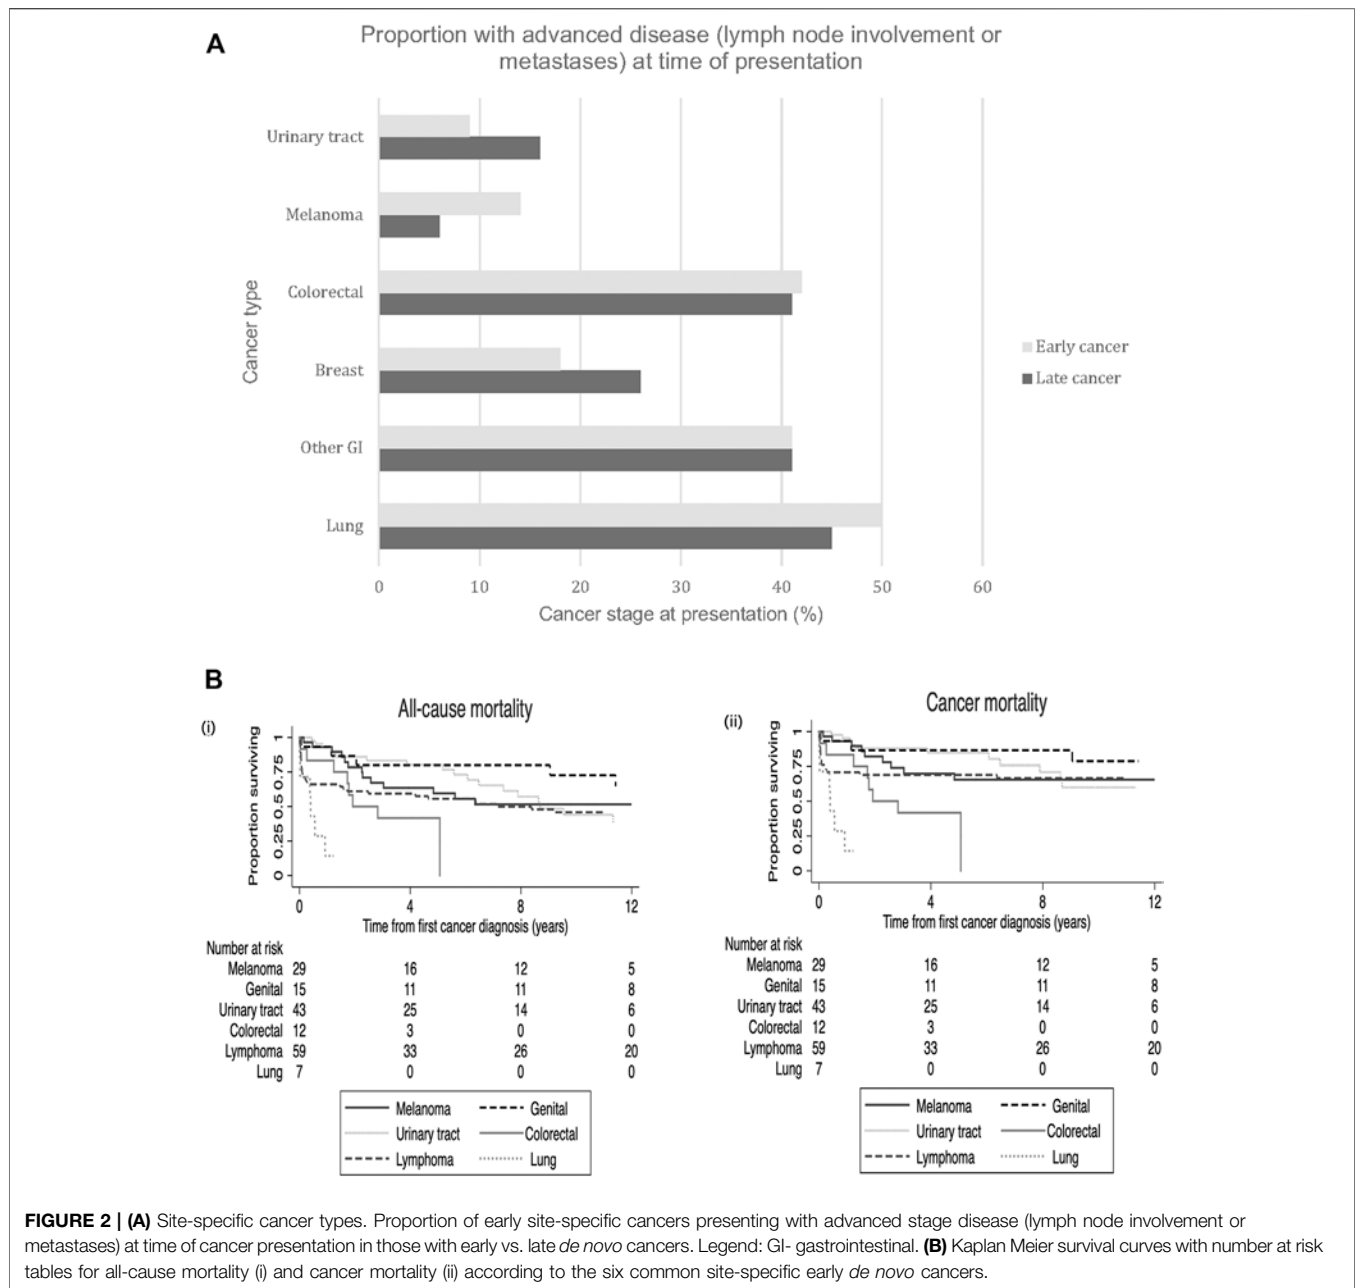 A
Proportion with advanced disease (lymph node involvement or
metastases) at time of presentation
Cancer type
Urinary tract
Melanoma
Colorectal
Breast
Other GI
Lung
0 10 20 30 40 50 60
Cancer stage at presentation (%)
Early cancer
Late cancer
B
(i)
All-cause mortality
Proportion surviving
1
0.75
0.5
0.25
0
0 4 8 12
Time from first cancer diagnosis (years)
Number at risk
Melanoma 29 16 12 5
Genital 15 11 11 8
Urinary tract 43 25 14 6
Colorectal 12 3 0 0
Lymphoma 59 33 26 20
Lung 7 0 0 0
Melanoma Genital
Urinary tract Colorectal
Lymphoma Lung
(ii)
Cancer mortality
Proportion surviving
1
0.75
0.5
0.25
0
0 4 8 12
Time from first cancer diagnosis (years)
Number at risk
Melanoma 29 16 12 5
Genital 15 11 11 8
Urinary tract 43 25 14 6
Colorectal 12 3 0 0
Lymphoma 59 33 26 20
Lung 7 0 0 0
Melanoma Genital
Urinary tract Colorectal
Lymphoma Lung
FIGURE 2 | (A) Site-specific cancer types. Proportion of early site-specific cancers presenting with advanced stage disease (lymph node involvement or
metastases) at time of cancer presentation in those with early vs. late de novo cancers. Legend: GI- gastrointestinal. (B) Kaplan Meier survival curves with number at risk
tables for all-cause mortality (i) and cancer mortality (ii) according to the six common site-specific early de novo cancers.